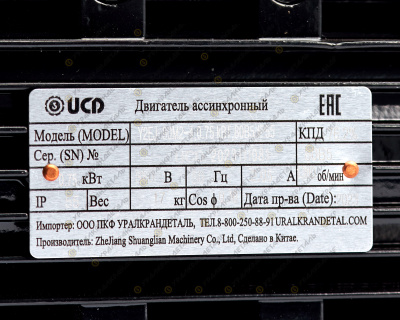 UCD Двигатель ассинхронный EAC
Модель (MODEL) КПД
Сер. (SN) №
кВт В Гц А об/мин
IP Вес кг Cos ϕ Дата пр-ва (Date):
Импортер: ООО ПКФ УРАЛКРАНДЕТАЛЬ, ТЕЛ.8-800-250-88-91URALKRANDETAL.COM
Производитель: ZheJiang Shuanglian Machinery Co., Ltd, Сделано в Китае.